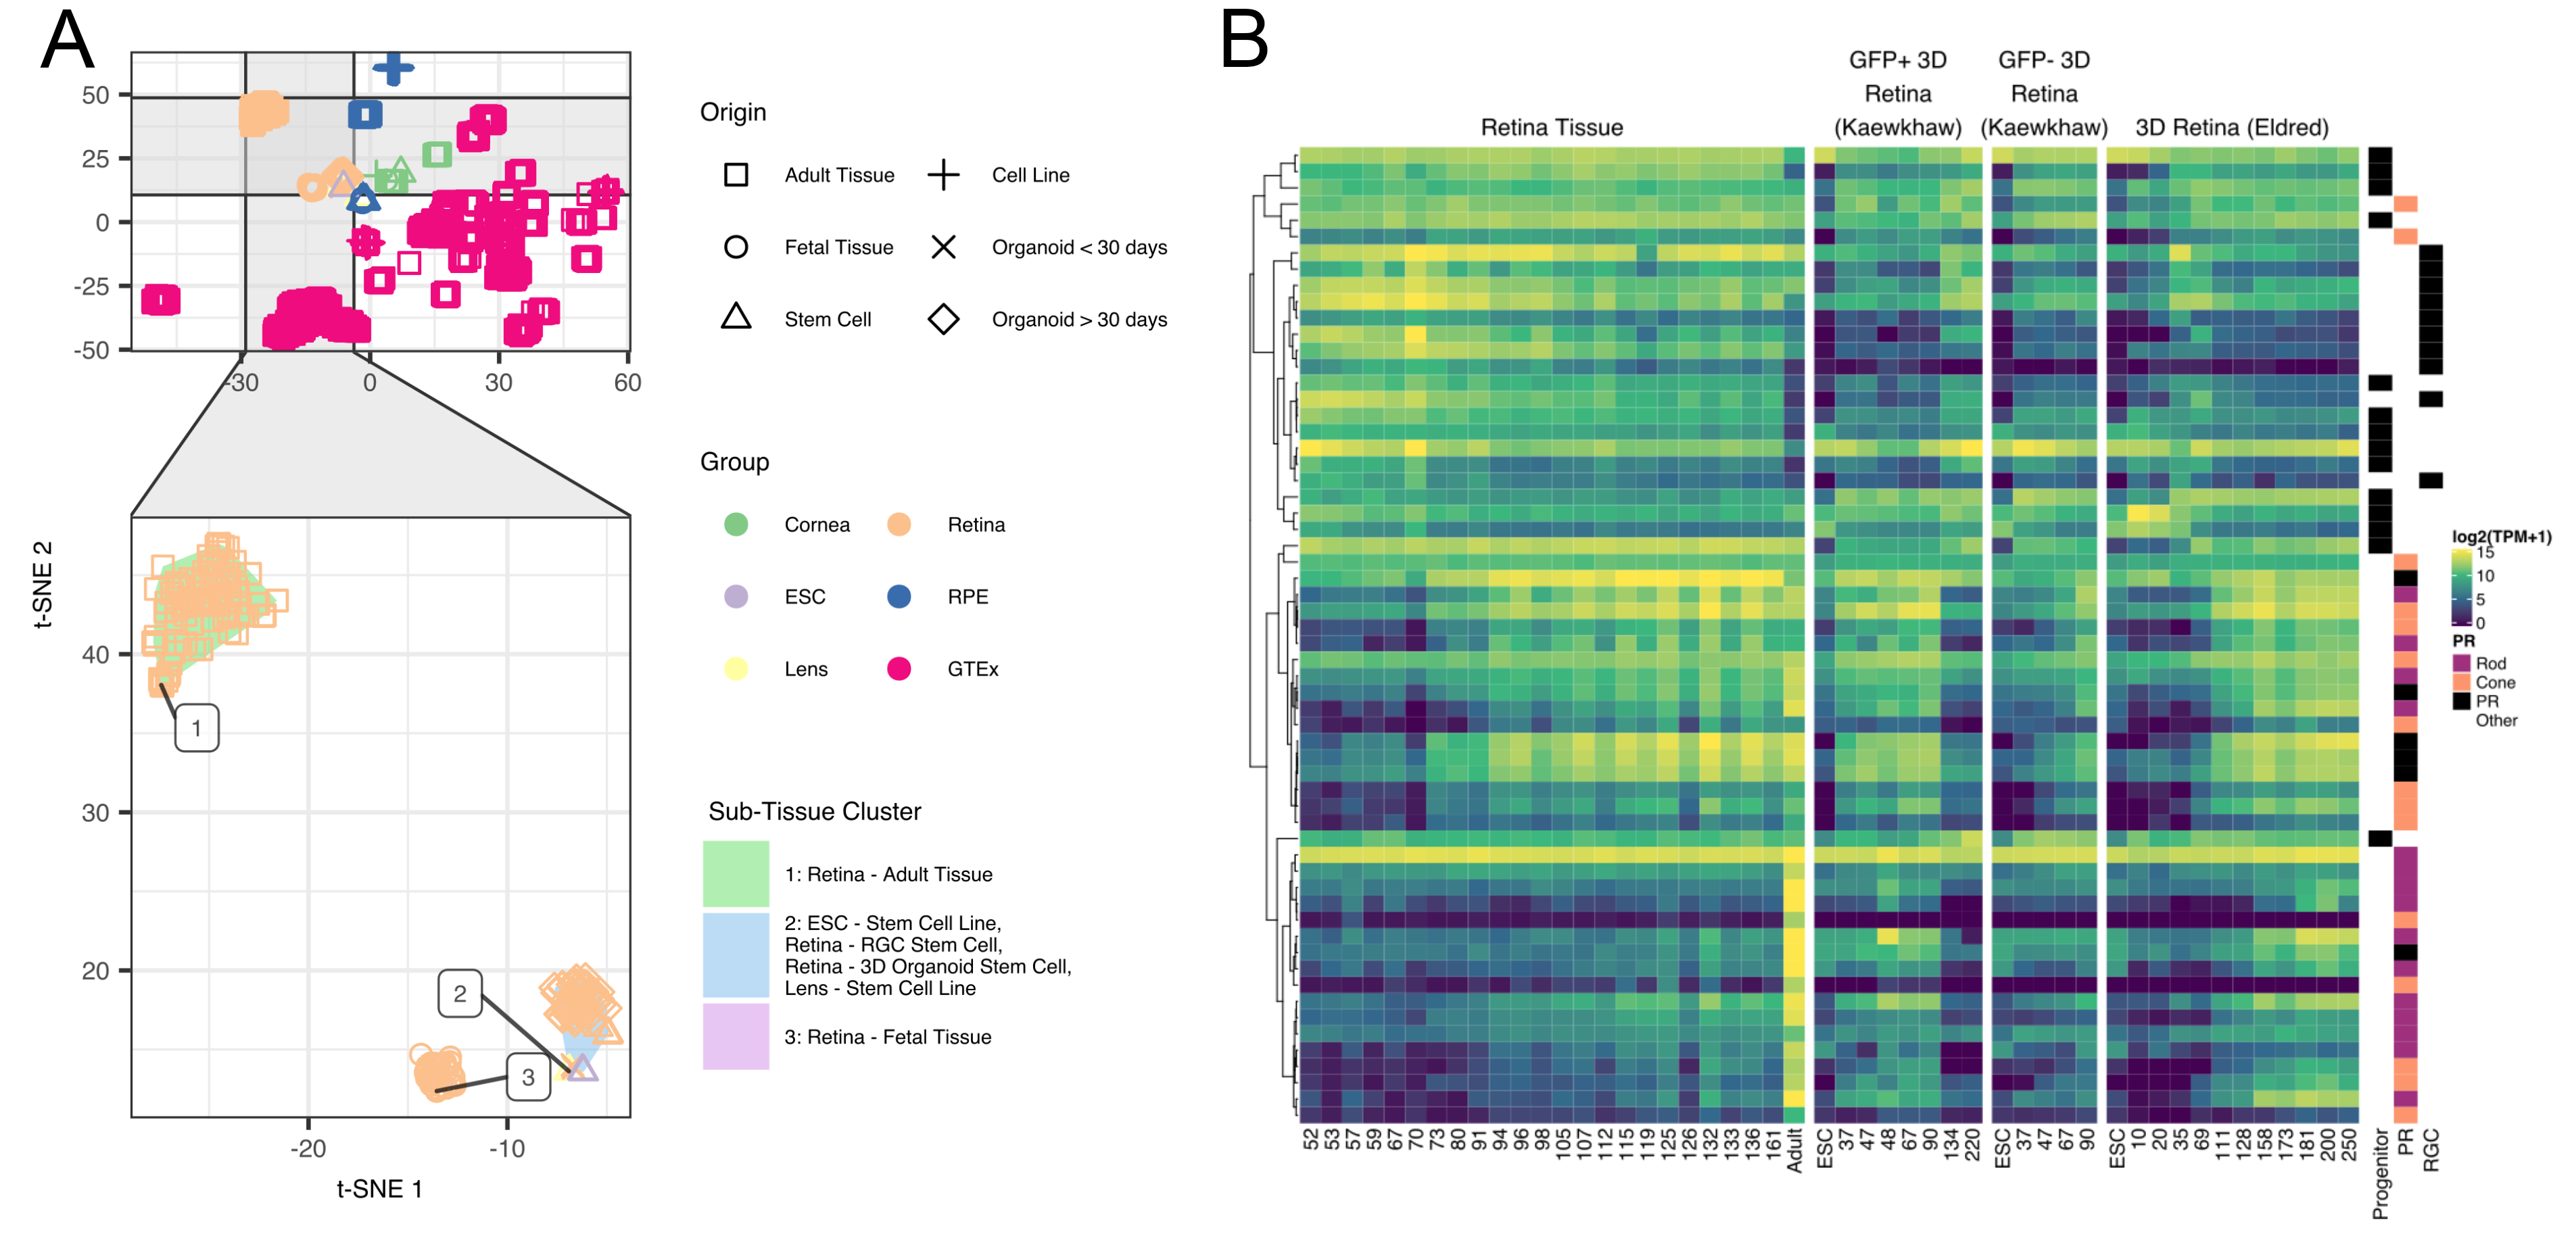 A
50
25
0
-25
-50
-30
0
30
60
t-SNE 2
40
30
20
-20
-10
t-SNE 1
1
2
3
Origin
Adult Tissue
Cell Line
Fetal Tissue
Organoid < 30 days
Stem Cell
Organoid > 30 days
Group
Cornea
Retina
ESC
RPE
Lens
GTEx
Sub-Tissue Cluster
1: Retina - Adult Tissue
2: ESC - Stem Cell Line,
Retina - RGC Stem Cell,
Retina - 3D Organoid Stem Cell,
Lens - Stem Cell Line
3: Retina - Fetal Tissue
B
Retina Tissue
GFP+ 3D
Retina
(Kaewkhaw)
GFP- 3D
Retina
(Kaewkhaw)
3D Retina (Eldred)
52 53 57 59 67 70 73 80 91 94 96 98 105 107 112 115 119 125 126 132 133 136 161 Adult
ESC 37 47 48 67 90 134 220
ESC 37 47 67 90
ESC 10 20 35 69 111 128 158 173 181 200 250
Progenitor
PR
RGC
log2(TPM+1)
15
10
5
0
PR
Rod
Cone
PR
Other